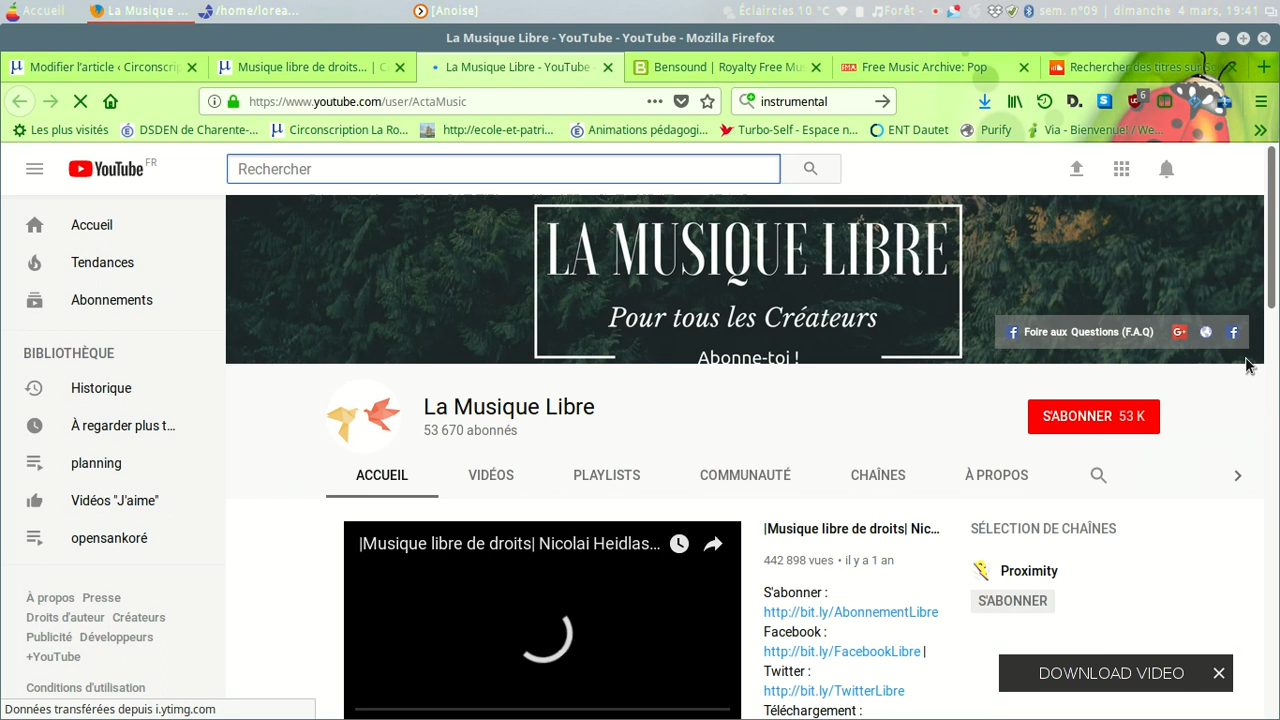 Accueil
La Musique ...
/home/lorea...
[Anoise]
Éclaircies 10 °C
Forêt -
sem. n°09 | dimanche 4 mars, 19:41
La Musique Libre - YouTube - YouTube - Mozilla Firefox
Modifier l'article ‹ Circonscrip
Musique libre de droits... | C
La Musique Libre - YouTube -
Bensound | Royalty Free Mus
Free Music Archive: Pop
Rechercher des titres sur
https://www.youtube.com/user/ActaMusic
instrumental
6
Les plus visités
DSDEN de Charente-...
Circonscription La Ro...
http://ecole-et-patri...
Animations pédagogi...
Turbo-Self - Espace n...
ENT Dautet
Purify
Via - Bienvenue! / We...
YouTube FR
Rechercher
Accueil
Tendances
Abonnements
BIBLIOTHÈQUE
Historique
À regarder plus t...
planning
Vidéos "J'aime"
opensankoré
À propos Presse
Droits d'auteur Créateurs
Publicité Développeurs
+YouTube
Conditions d'utilisation
Données transférées depuis i.ytimg.com
LA MUSIQUE LIBRE
Pour tous les Créateurs
Abonne-toi !
Foire aux Questions (F.A.Q)
La Musique Libre
53 670 abonnés
S'ABONNER 53 K
ACCUEIL
VIDÉOS
PLAYLISTS
COMMUNAUTÉ
CHAÎNES
À PROPOS
|Musique libre de droits| Nicolai Heidlas...
|Musique libre de droits| Nic...
442 898 vues • il y a 1 an
S'abonner :
http://bit.ly/AbonnementLibre
Facebook :
http://bit.ly/FacebookLibre |
Twitter :
http://bit.ly/TwitterLibre
Téléchargement :
SÉLECTION DE CHAÎNES
Proximity
S'ABONNER
DOWNLOAD VIDEO